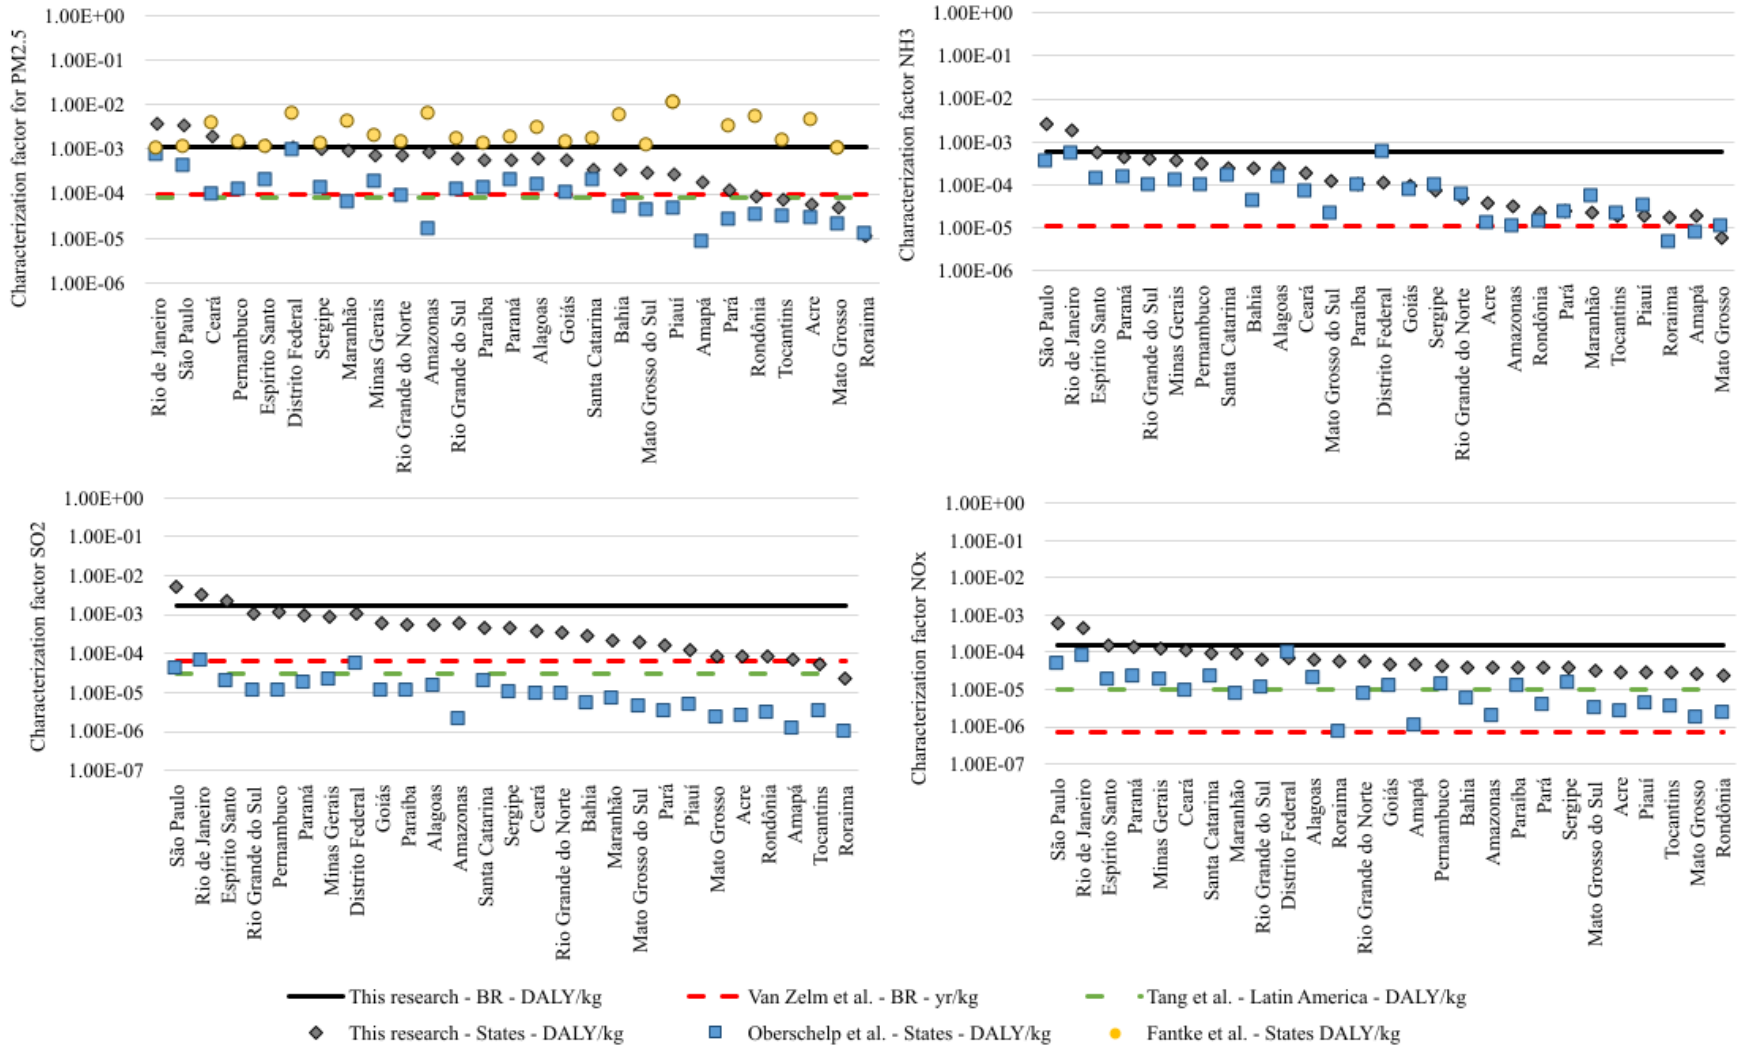 Characterization factor for PM2.5
1.00E+00
1.00E-01
1.00E-02
1.00E-03
1.00E-04
1.00E-05
1.00E-06
Rio de Janeiro
São Paulo
Ceará
Pernambuco
Espírito Santo
Distrito Federal
Sergipe
Maranhão
Minas Gerais
Rio Grande do Norte
Amazonas
Rio Grande do Sul
Paraíba
Paraná
Alagoas
Goiás
Santa Catarina
Bahia
Mato Grosso do Sul
Piaui
Amapá
Pará
Rondônia
Tocantins
Acre
Mato Grosso
Roraima
Characterization factor NH3
1.00E+00
1.00E-01
1.00E-02
1.00E-03
1.00E-04
1.00E-05
1.00E-06
São Paulo
Rio de Janeiro
Espírito Santo
Paraná
Rio Grande do Sul
Minas Gerais
Pernambuco
Santa Catarina
Bahia
Alagoas
Ceará
Mato Grosso do Sul
Paraíba
Distrito Federal
Goiás
Sergipe
Rio Grande do Norte
Acre
Amazonas
Rondônia
Pará
Maranhão
Tocantins
Piaui
Roraima
Amapá
Mato Grosso
Characterization factor SO2
1.00E+00
1.00E-01
1.00E-02
1.00E-03
1.00E-04
1.00E-05
1.00E-06
1.00E-07
São Paulo
Rio de Janeiro
Espírito Santo
Rio Grande do Sul
Pernambuco
Paraná
Minas Gerais
Distrito Federal
Goiás
Paraíba
Alagoas
Amazonas
Santa Catarina
Sergipe
Ceará
Rio Grande do Norte
Bahia
Maranhão
Mato Grosso do Sul
Pará
Piaui
Mato Grosso
Acre
Rondônia
Amapá
Tocantins
Roraima
Characterization factor NOx
1.00E+00
1.00E-01
1.00E-02
1.00E-03
1.00E-04
1.00E-05
1.00E-06
1.00E-07
São Paulo
Rio de Janeiro
Espírito Santo
Paraná
Minas Gerais
Ceará
Santa Catarina
Maranhão
Rio Grande do Sul
Distrito Federal
Alagoas
Roraima
Rio Grande do Norte
Goiás
Amapá
Pernambuco
Bahia
Amazonas
Paraíba
Pará
Sergipe
Mato Grosso do Sul
Acre
Piaui
Tocantins
Mato Grosso
Rondônia
This research - BR - DALY/kg
Van Zelm et al. - BR - yr/kg
Tang et al. - Latin America - DALY/kg
This research - States - DALY/kg
Oberschelp et al. - States - DALY/kg
Fantke et al. - States DALY/kg